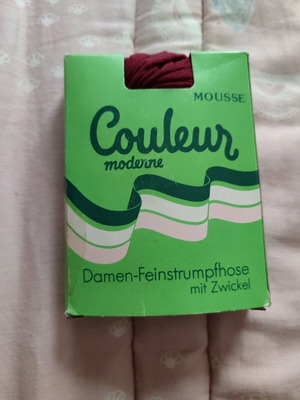 MOUSSE
Couleur
moderne
Damen-Feinstrumpfhose
mit Zwickel